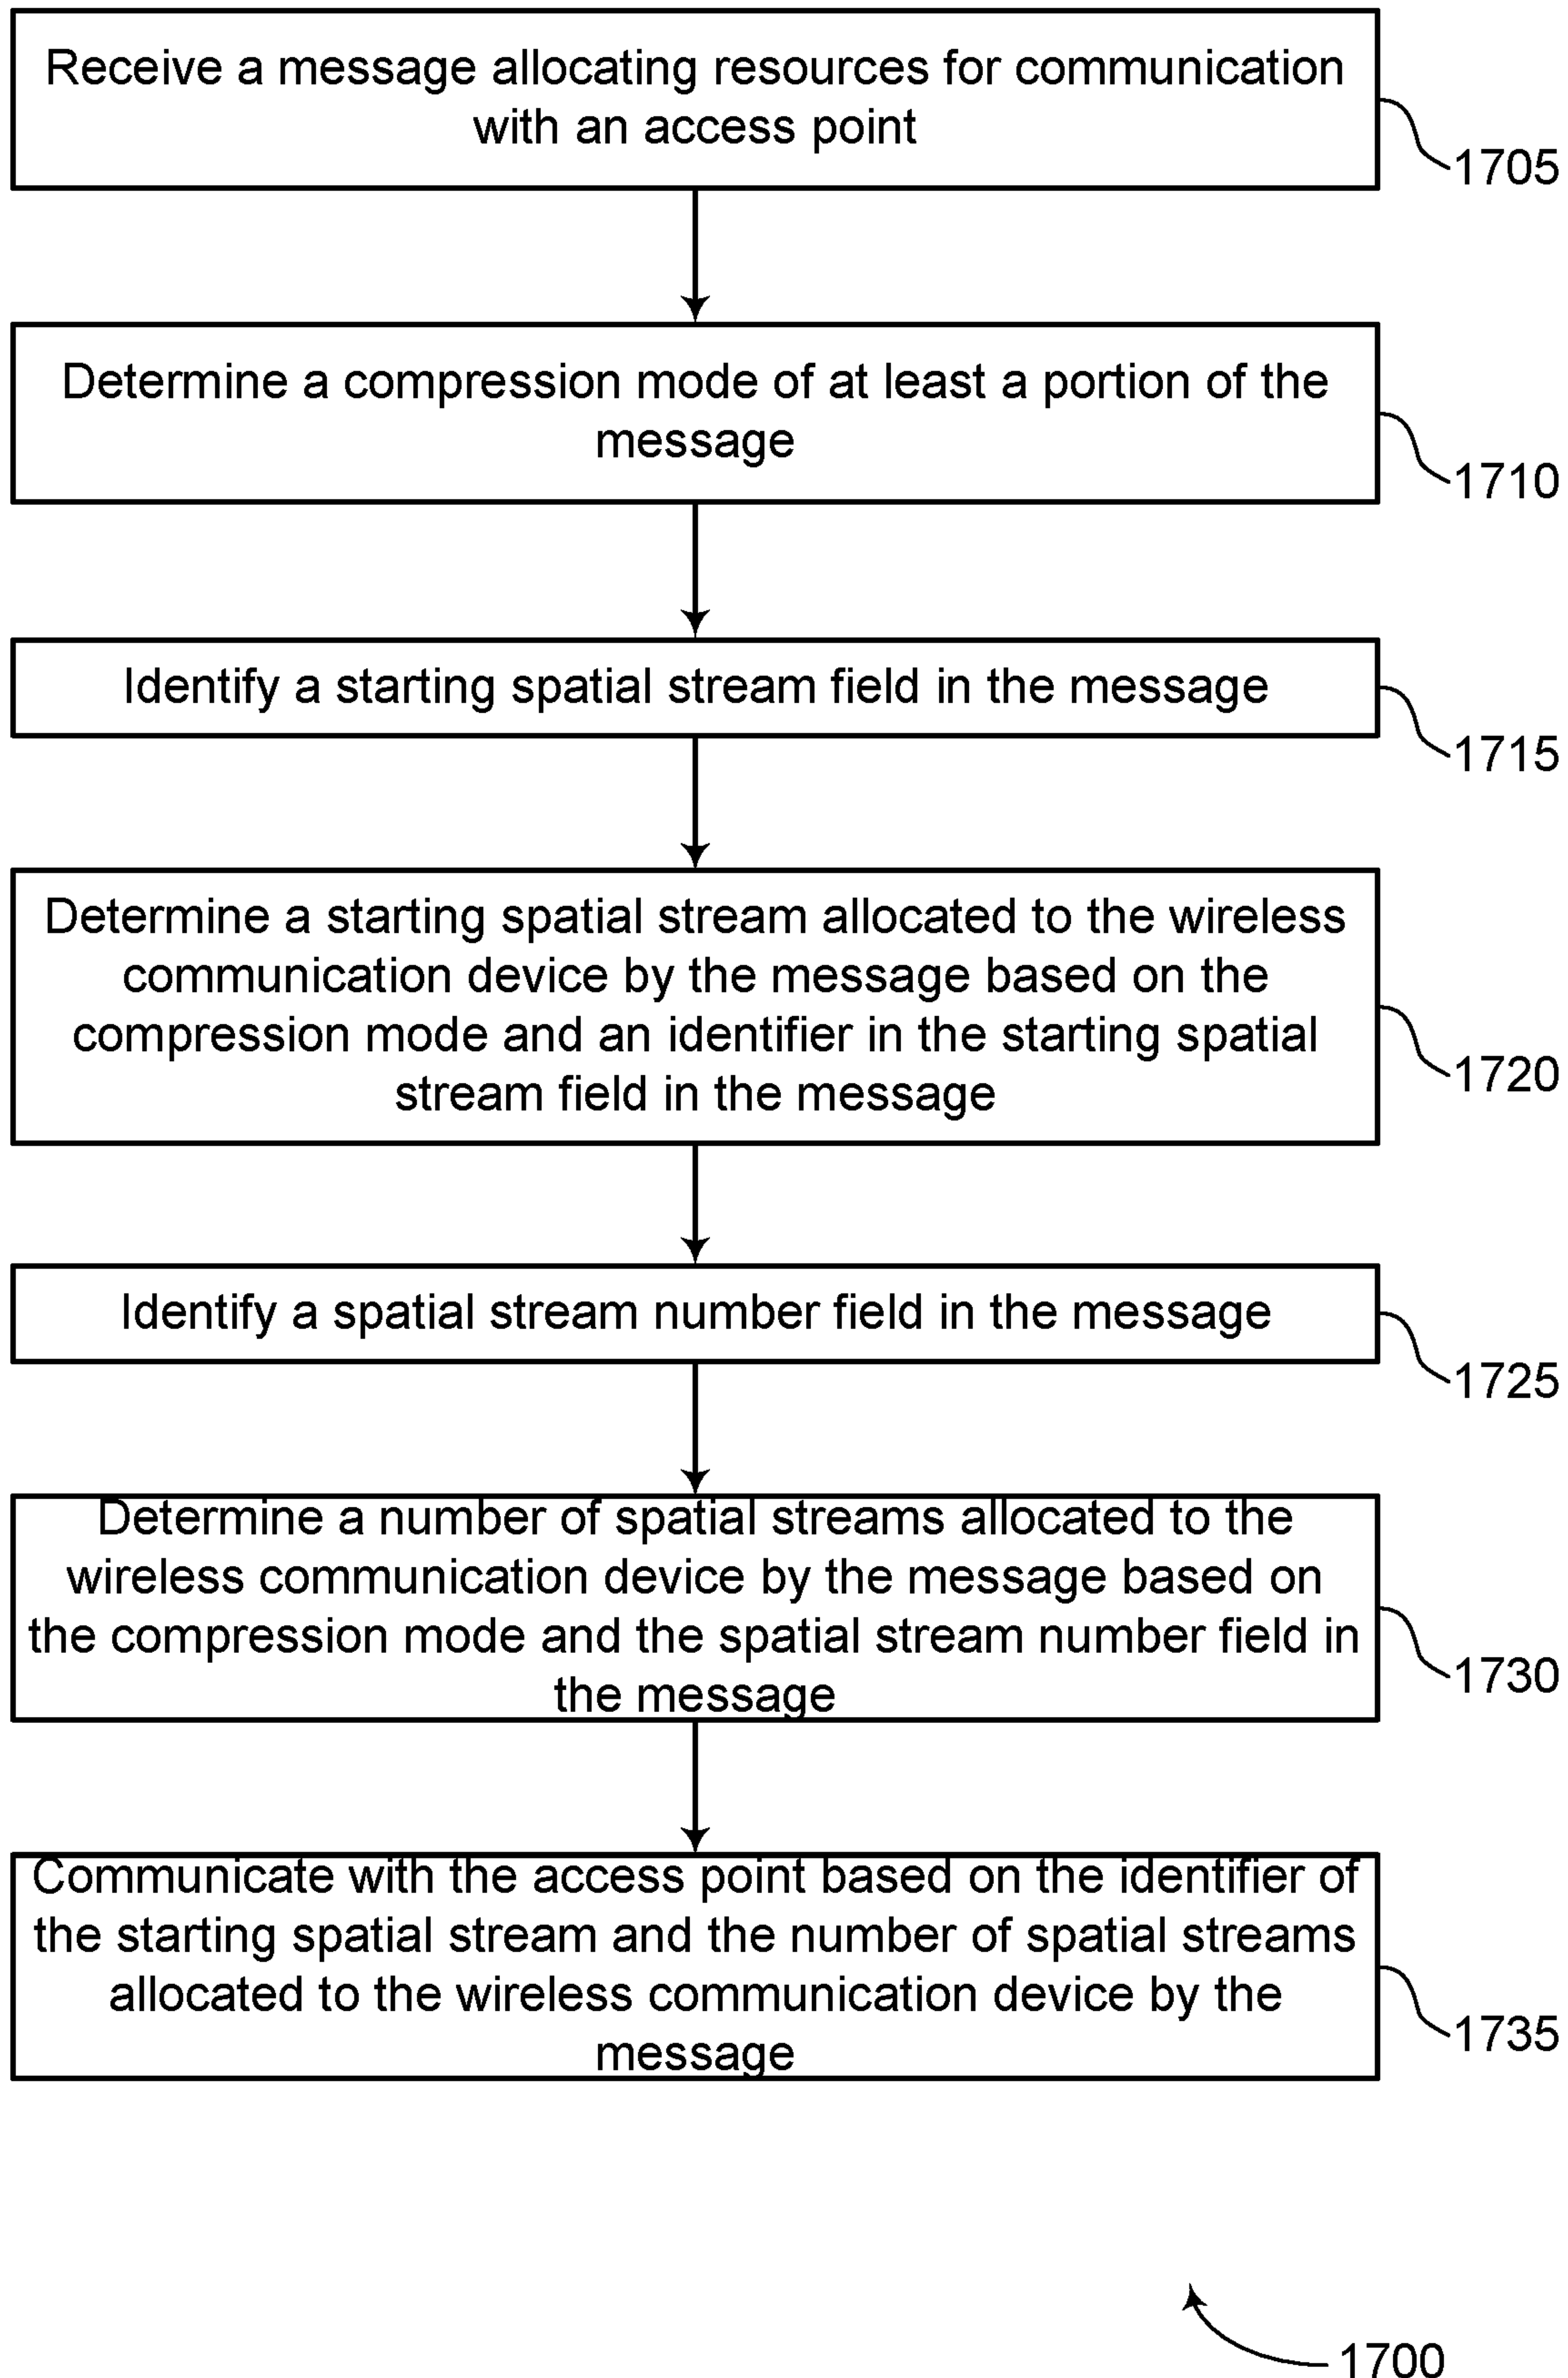 Receive a message allocating resources for communication
with an access point
1705
Determine a compression mode of at least a portion of the
message
1710
Identify a starting spatial stream field in the message
1715
Determine a starting spatial stream allocated to the wireless
communication device by the message based on the
compression mode and an identifier in the starting spatial
stream field in the message
1720
Identify a spatial stream number field in the message
1725
Determine a number of spatial streams allocated to the
wireless communication device by the message based on
the compression mode and the spatial stream number field in
the message
1730
Communicate with the access point based on the identifier of
the starting spatial stream and the number of spatial streams
allocated to the wireless communication device by the
message
1735
1700